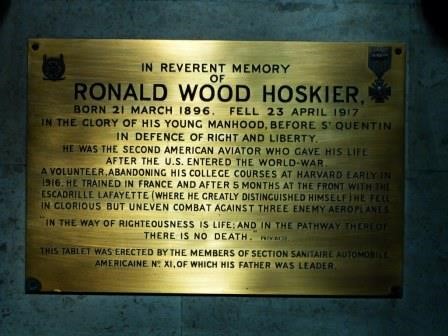 IN REVERENT MEMORY
OF
RONALD WOOD HOSKIER,
BORN 21 MARCH 1896. FELL 23 APRIL 1917
IN THE GLORY OF HIS YOUNG MANHOOD, BEFORE ST QUENTIN
IN DEFENCE OF RIGHT AND LIBERTY.
HE WAS THE SECOND AMERICAN AVIATOR WHO GAVE HIS LIFE
AFTER THE U.S. ENTERED THE WORLD-WAR.
A VOLUNTEER, ABANDONING HIS COLLEGE COURSES AT HARVARD EARLY IN
1916. HE TRAINED IN FRANCE AND AFTER 5 MONTHS AT THE FRONT WITH THE
ESCADRILLE LAFAYETTE (WHERE HE GREATLY DISTINGUISHED HIMSELF) HE FELL
IN GLORIOUS BUT UNEVEN COMBAT AGAINST THREE ENEMY AEROPLANES.
"IN THE WAY OF RIGHTEOUSNESS IS LIFE; AND IN THE PATHWAY THEREOF
THERE IS NO DEATH."
THIS TABLET WAS ERECTED BY THE MEMBERS OF SECTION SANITAIRE AUTOMOBILE
AMERICAINE No. XI, OF WHICH HIS FATHER WAS LEADER.